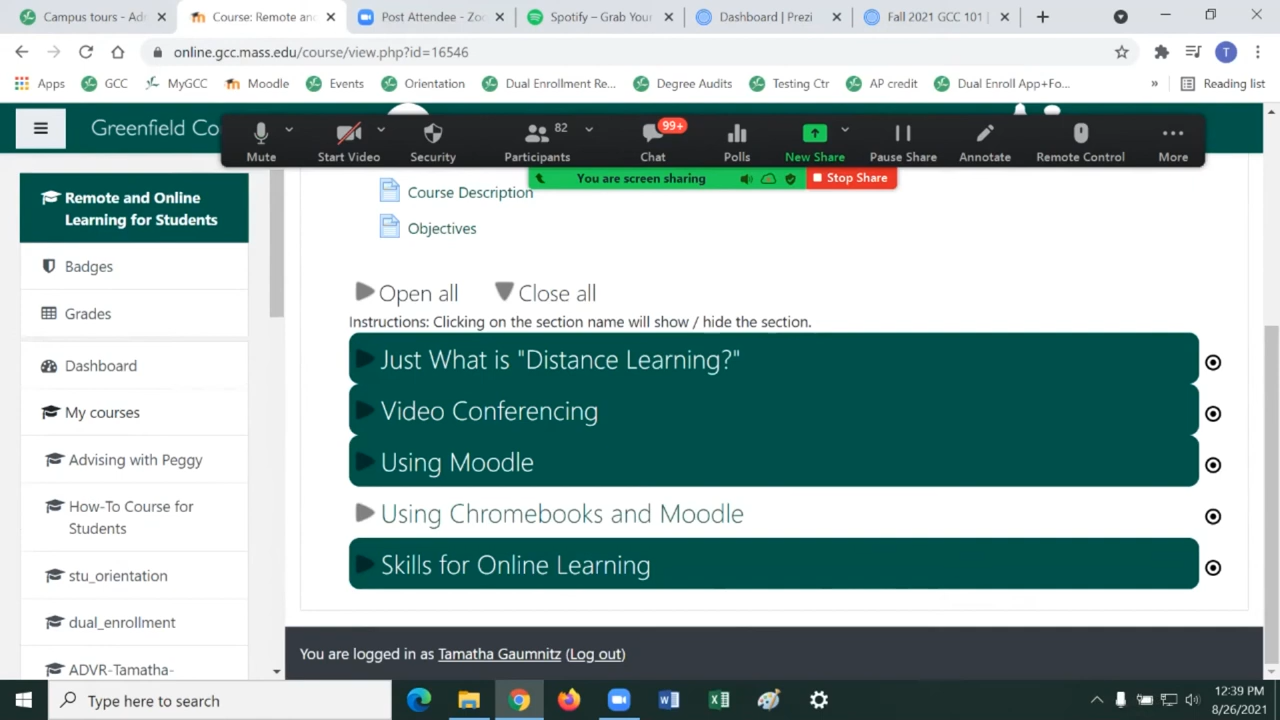 Campus tours - Ad
Course: Remote and
Post Attendee - Zoo
Spotify – Grab Your
Dashboard | Prezi
Fall 2021 GCC 101 |
online.gcc.mass.edu/course/view.php?id=16546
T
Apps
GCC
MyGCC
Moodle
Events
Orientation
Dual Enrollment Re...
Degree Audits
Testing Ctr
AP credit
Dual Enroll App+Fo...
»
Reading list
Greenfield Co
Mute
Start Video
Security
82
Participants
99+
Chat
Polls
New Share
Pause Share
Annotate
Remote Control
More
You are screen sharing
Stop Share
Remote and Online
Learning for Students
Badges
Grades
Dashboard
My courses
Advising with Peggy
How-To Course for
Students
stu_orientation
dual_enrollment
ADVR-Tamatha-
Course Description
Objectives
Open all
Close all
Instructions: Clicking on the section name will show / hide the section.
Just What is "Distance Learning?"
Video Conferencing
Using Moodle
Using Chromebooks and Moodle
Skills for Online Learning
You are logged in as Tamatha Gaumnitz (Log out)
Type here to search
12:39 PM
8/26/2021